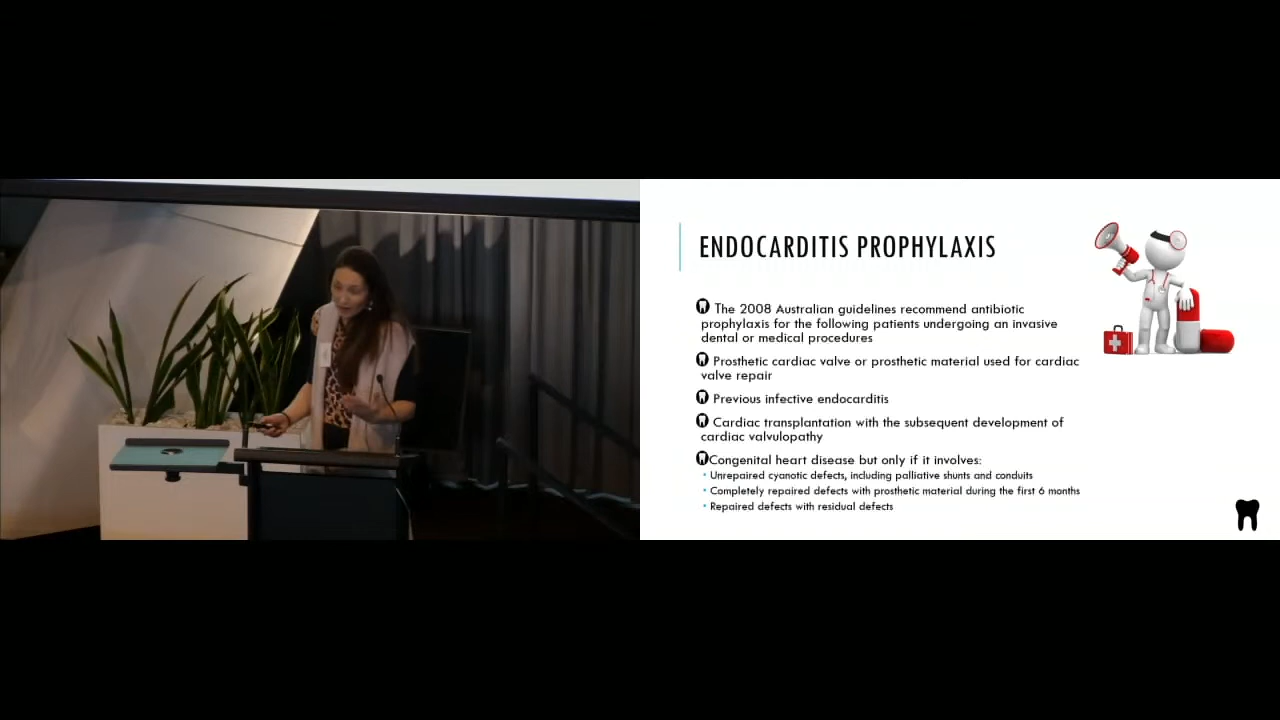 ENDOCARDITIS PROPHYLAXIS
The 2008 Australian guidelines recommend antibiotic
prophylaxis for the following patients undergoing an invasive
dental or medical procedures
Prosthetic cardiac valve or prosthetic material used for cardiac
valve repair
Previous infective endocarditis
Cardiac transplantation with the subsequent development of
cardiac valvulopathy
Congenital heart disease but only if it involves:
• Unrepaired cyanotic defects, including palliative shunts and conduits
• Completely repaired defects with prosthetic material during the first 6 months
• Repaired defects with residual defects